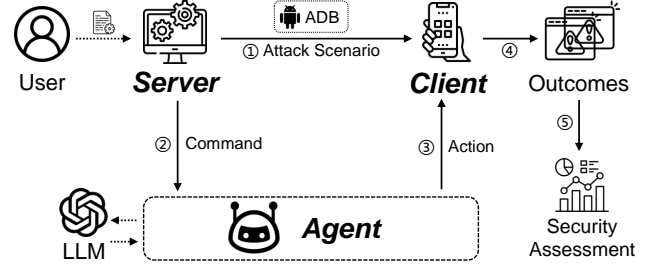 ADB
① Attack Scenario
④
User
Server
Client
Outcomes
② Command
③ Action
⑤
LLM
Agent
Security
Assessment